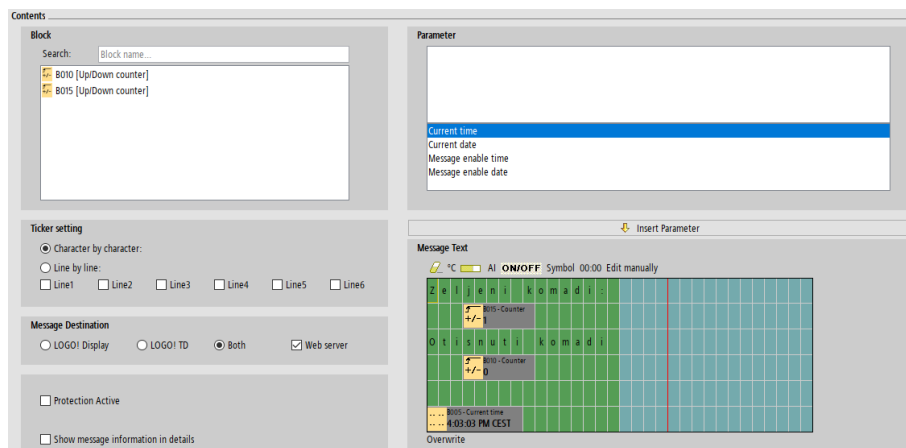 Contents
Block
Search: Block name...
B010 [Up/Down counter]
B015 [Up/Down counter]
Parameter
Current time
Current date
Message enable time
Message enable date
Insert Parameter
Ticker setting
Character by character:
Line by line:
Line1 Line2 Line3 Line4 Line5 Line6
Message Destination
LOGO! Display LOGO! TD Both Web server
Protection Active
Show message information in details
Message Text
°C AI ON/OFF Symbol 00:00 Edit manually
Zeljeni komadi:
+/- B015 - Counter
1
Otisnuti komadi
+/- B010 - Counter
0
B005 - Current time
4:03:03 PM CEST
Overwrite